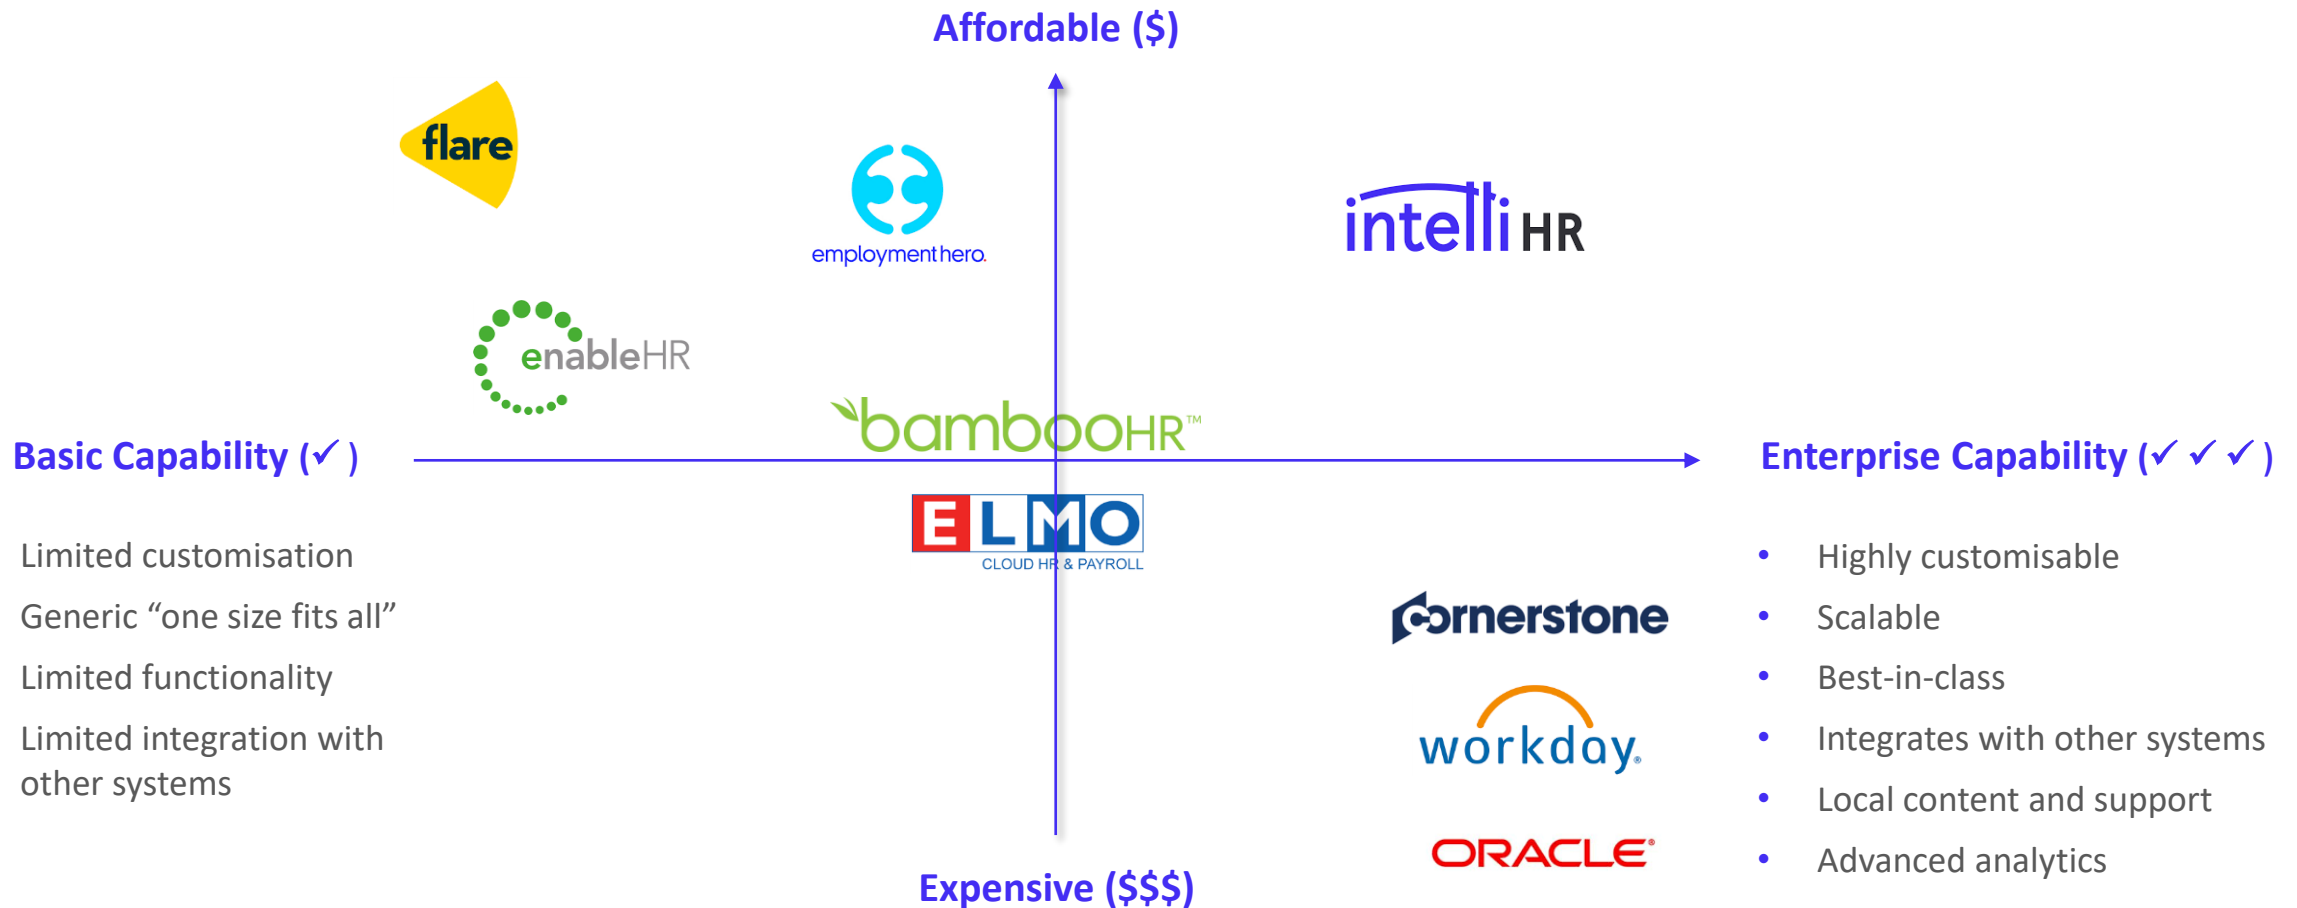 Affordable ($)
flare
employmenthero.
intelliHR
enableHR
bambooHR™
Basic Capability (✓)
Enterprise Capability (✓ ✓ ✓)
ELMO
CLOUD HR & PAYROLL
Limited customisation
Generic “one size fits all”
Limited functionality
Limited integration with
other systems
cornerstone
workday®
ORACLE®
• Highly customisable
• Scalable
• Best-in-class
• Integrates with other systems
• Local content and support
• Advanced analytics
Expensive ($$$)